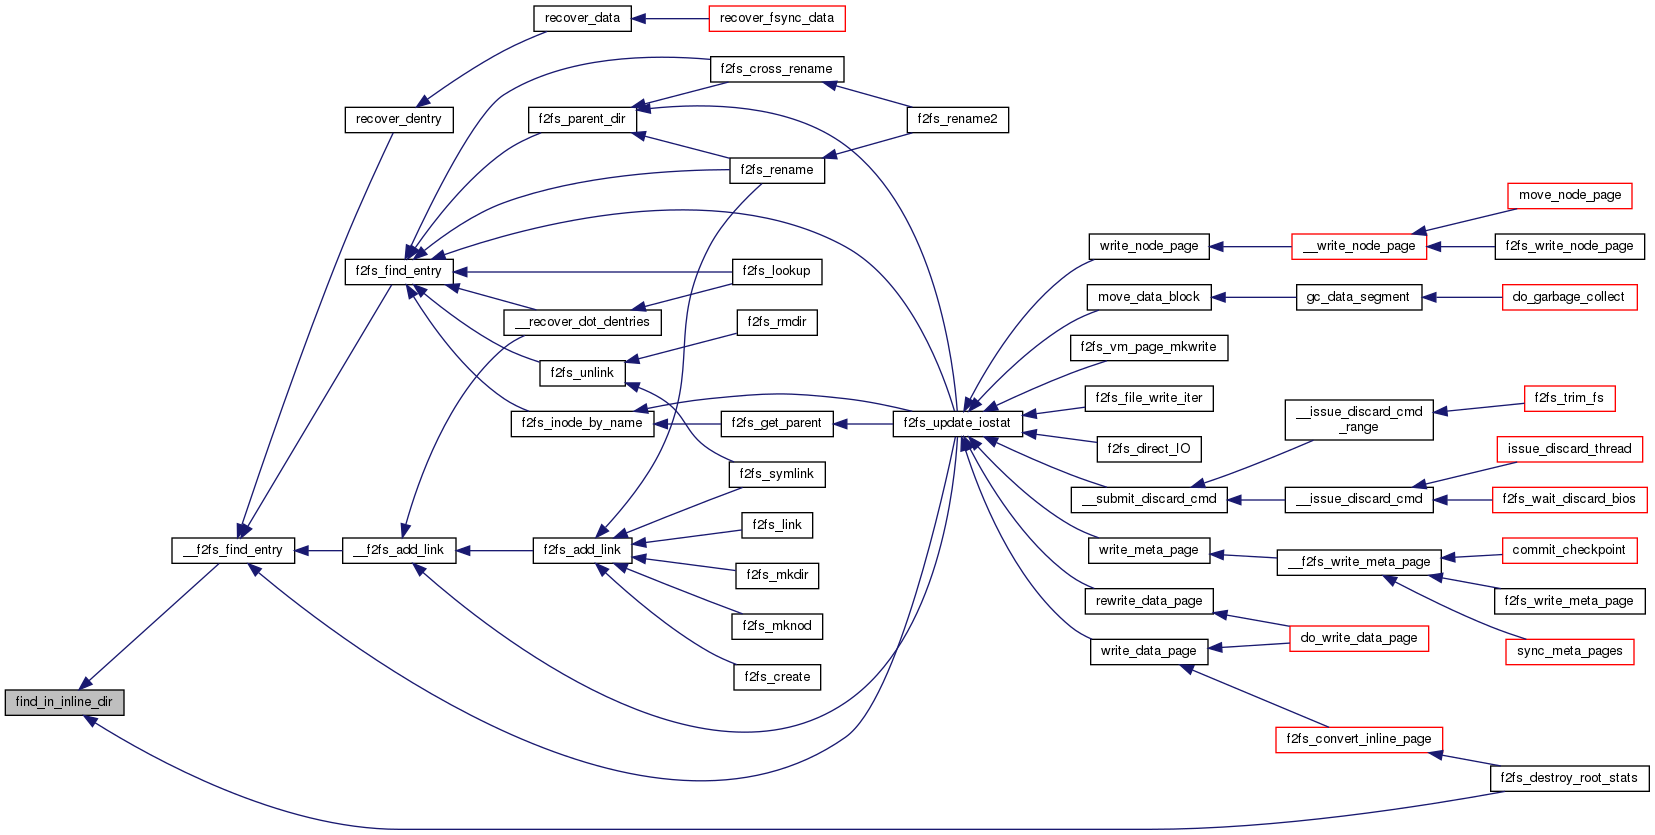 recover_data
recover_fsync_data
f2fs_cross_rename
recover_dentry
f2fs_parent_dir
f2fs_rename2
f2fs_rename
move_node_page
write_node_page
__write_node_page
f2fs_write_node_page
f2fs_find_entry
f2fs_lookup
move_data_block
gc_data_segment
do_garbage_collect
__recover_dot_dentries
f2fs_rmdir
f2fs_vm_page_mkwrite
f2fs_unlink
f2fs_file_write_iter
f2fs_trim_fs
__issue_discard_cmd
_range
f2fs_inode_by_name
f2fs_get_parent
f2fs_update_iostat
f2fs_direct_IO
issue_discard_thread
f2fs_symlink
__submit_discard_cmd
__issue_discard_cmd
f2fs_wait_discard_bios
f2fs_link
__f2fs_find_entry
__f2fs_add_link
f2fs_add_link
write_meta_page
__f2fs_write_meta_page
commit_checkpoint
f2fs_mkdir
rewrite_data_page
f2fs_write_meta_page
f2fs_mknod
do_write_data_page
write_data_page
sync_meta_pages
f2fs_create
find_in_inline_dir
f2fs_convert_inline_page
f2fs_destroy_root_stats